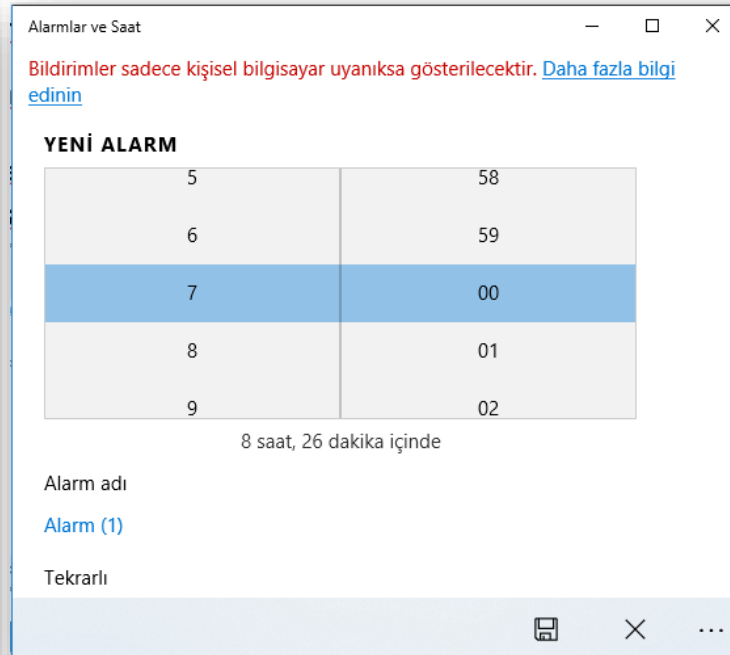 Alarmlar ve Saat
Bildirimler sadece kişisel bilgisayar uyanıksa gösterilecektir. Daha fazla bilgi
edinin
YENİ ALARM
5 58
6 59
7 00
8 01
9 02
8 saat, 26 dakika içinde
Alarm adı
Alarm (1)
Tekrarlı